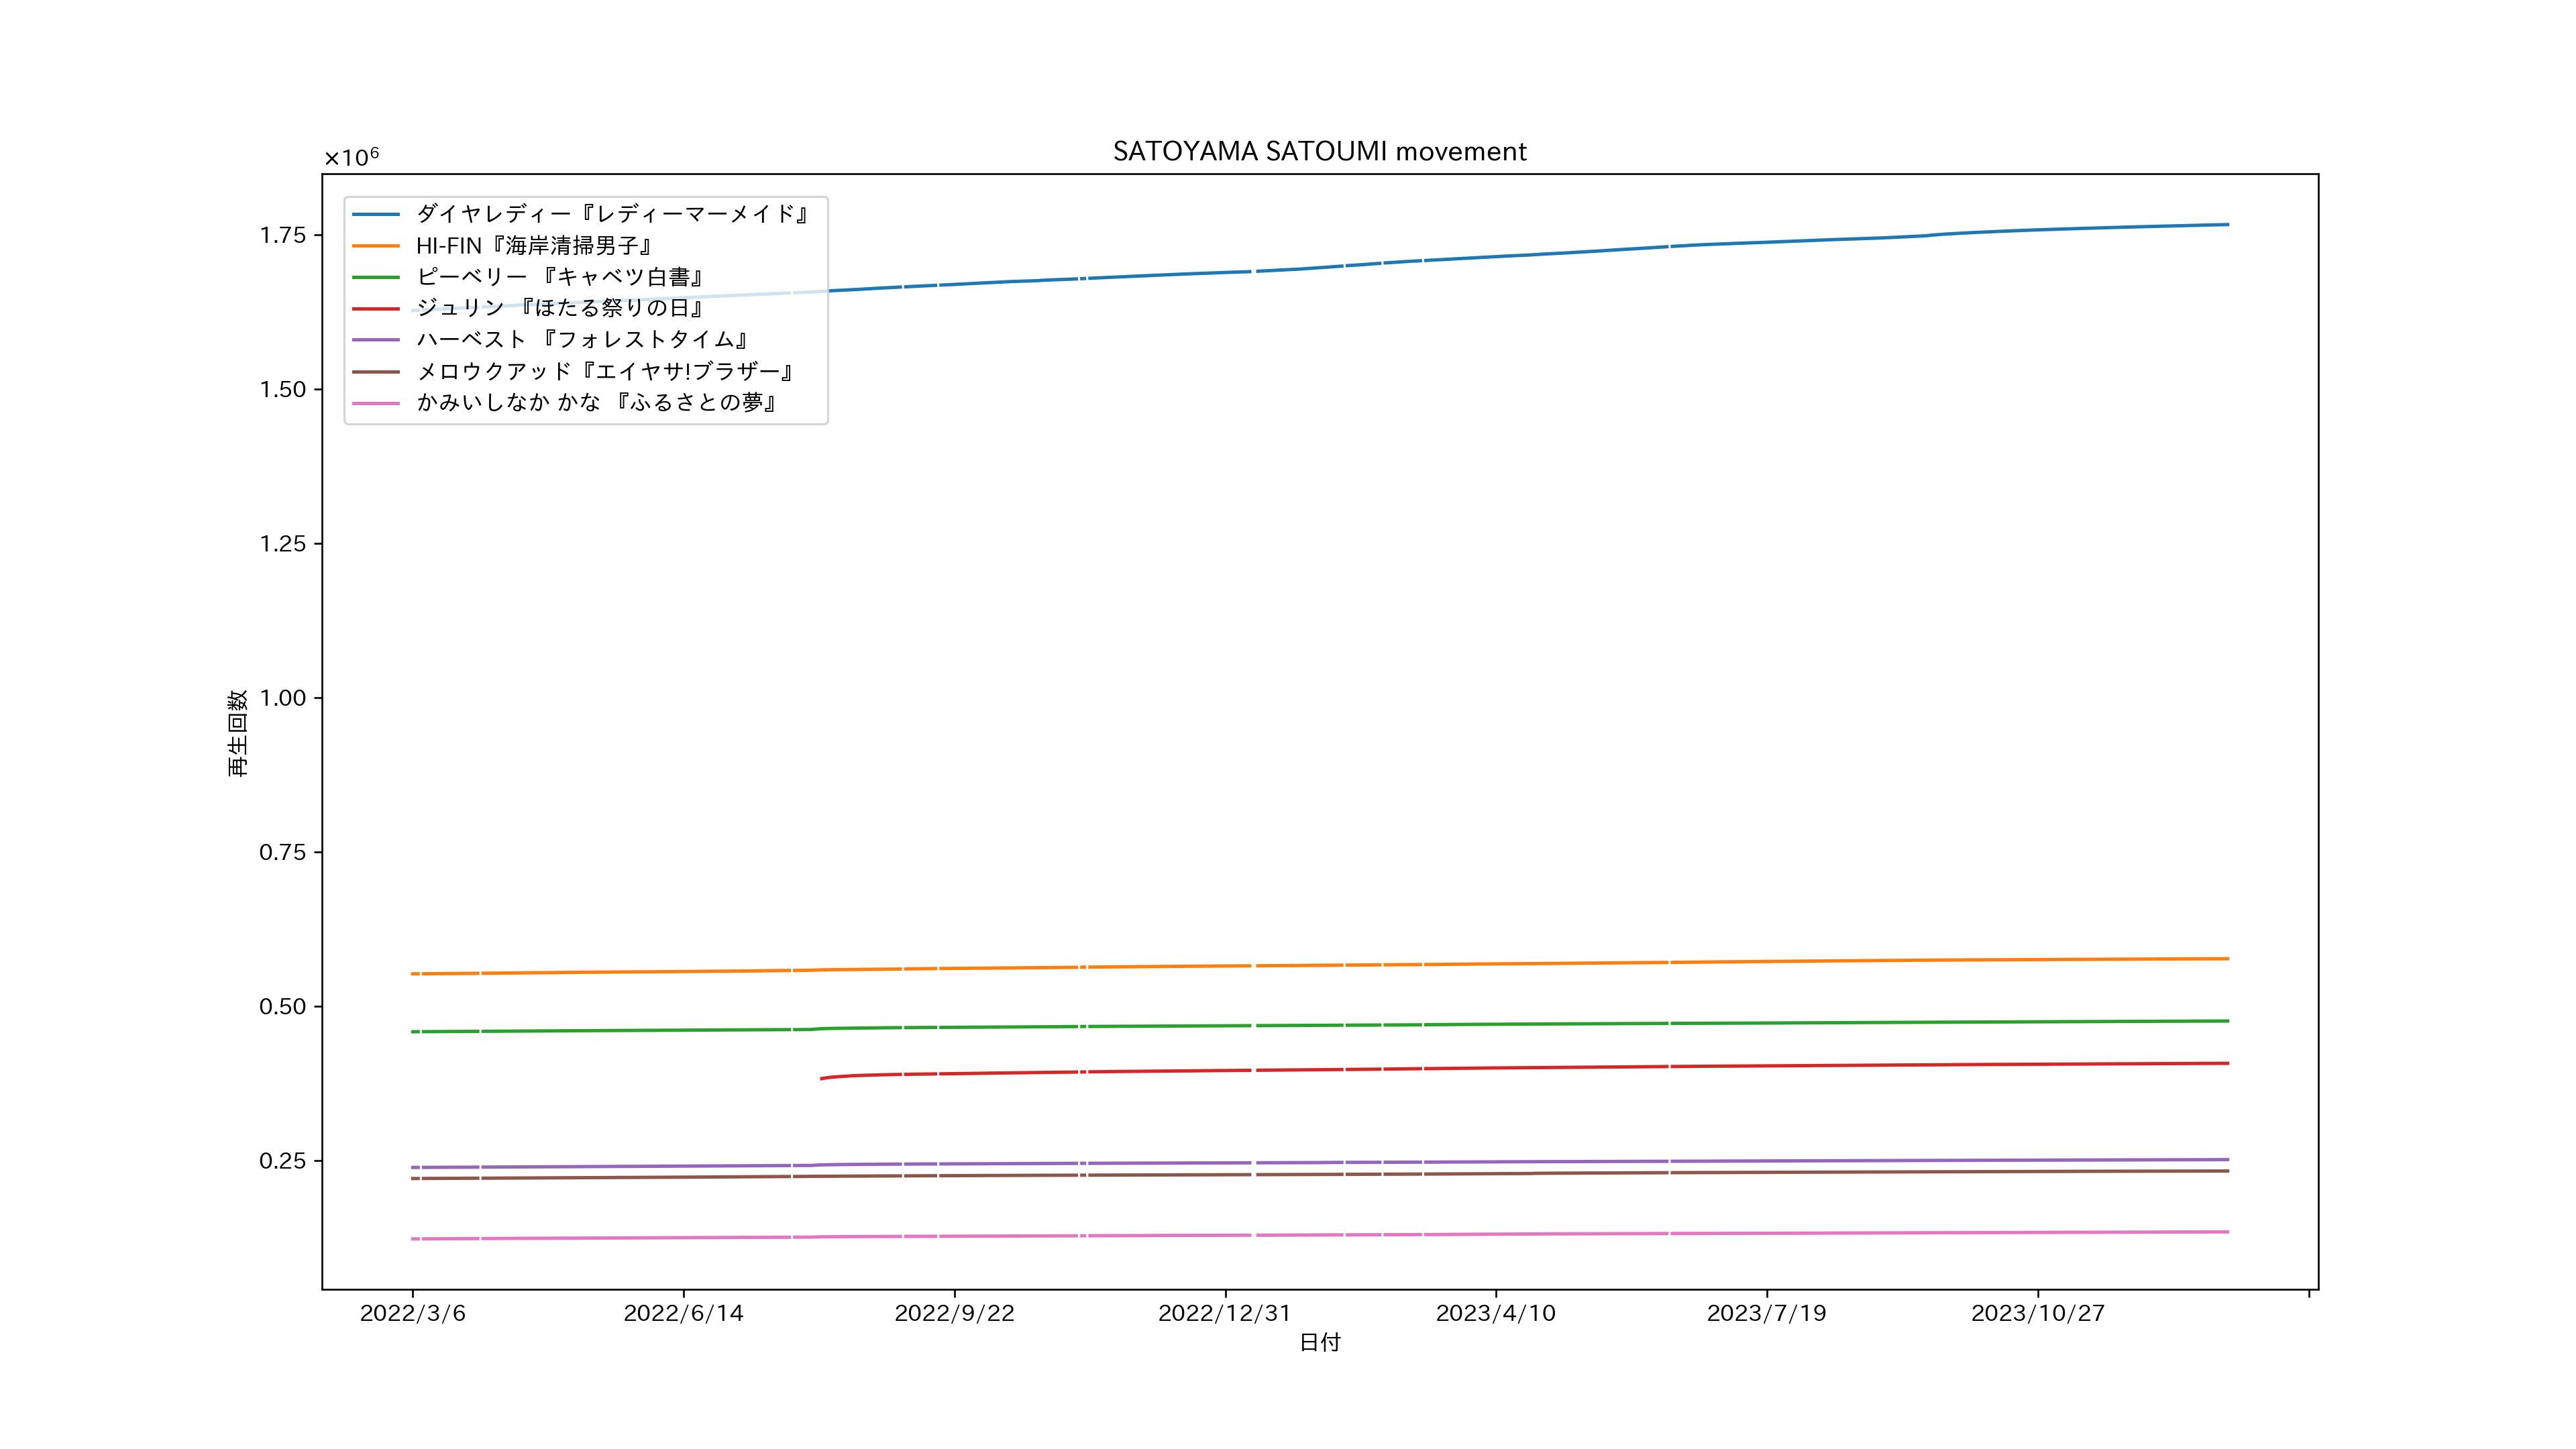 SATOYAMA SATOUMI movement
×10⁶
ダイヤレディー『レディーマーメイド』
HI-FIN『海岸清掃男子』
ピーベリー 『キャベツ白書』
ジュリン 『ほたる祭りの日』
ハーベスト 『フォレストタイム』
メロウクアッド『エイヤサ!ブラザー』
かみいしなか かな 『ふるさとの夢』
1.75
1.50
1.25
1.00
0.75
0.50
0.25
再生回数
2022/3/6 2022/6/14 2022/9/22 2022/12/31 2023/4/10 2023/7/19 2023/10/27
日付